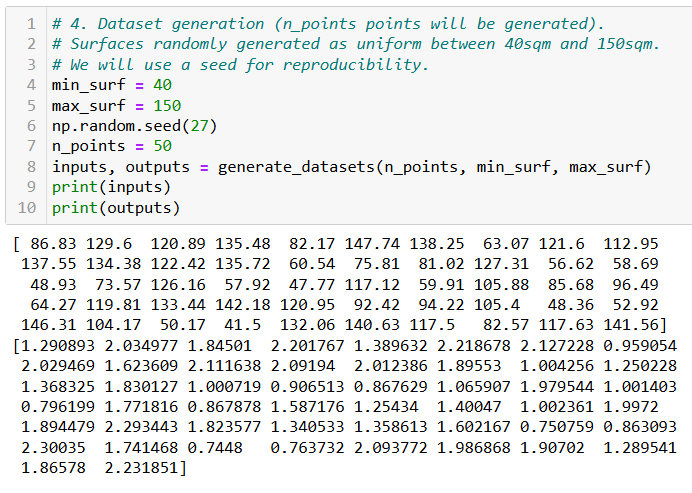 1 # 4. Dataset generation (n_points points will be generated).
2 # Surfaces randomly generated as uniform between 40sqm and 150sqm.
3 # We will use a seed for reproducibility.
4 min_surf = 40
5 max_surf = 150
6 np.random.seed(27)
7 n_points = 50
8 inputs, outputs = generate_datasets(n_points, min_surf, max_surf)
9 print(inputs)
10 print(outputs)
[ 86.83 129.6  120.89 135.48  82.17 147.74 138.25  63.07 121.6  112.95
 137.55 134.38 122.42 135.72  60.54  75.81  81.02 127.31  56.62  58.69
  48.93  73.57 126.16  57.92  47.77 117.12  59.91 105.88  85.68  96.49
  64.27 119.81 133.44 142.18 120.95  92.42  94.22 105.4   48.36  52.92
 146.31 104.17  50.17  41.5  132.06 140.63 117.5   82.57 117.63 141.56]
[1.290893 2.034977 1.84501  2.201767 1.389632 2.218678 2.127228 0.959054
 2.029469 1.623609 2.111638 2.09194  2.012386 1.89553  1.004256 1.250228
 1.368325 1.830127 1.000719 0.906513 0.867629 1.065907 1.979544 1.001403
 0.796199 1.771816 0.867878 1.587176 1.25434  1.40047  1.002361 1.9972
 1.894479 2.293443 1.823577 1.340533 1.358613 1.602167 0.750759 0.863093
 2.30035  1.741468 0.7448   0.763732 2.093772 1.986868 1.90702  1.289541
 1.86578  2.231851]